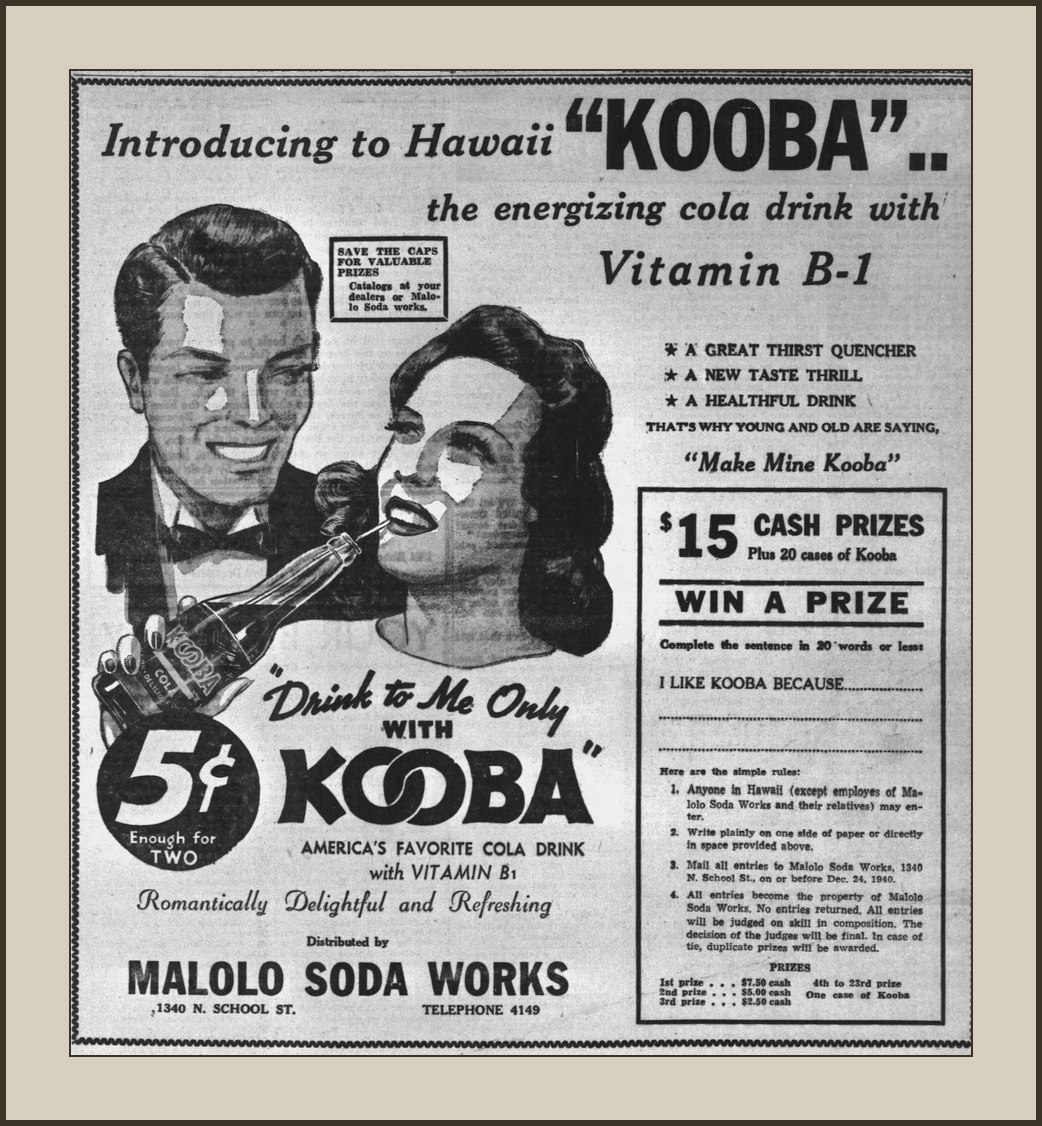 Introducing to Hawaii "KOOBA"..
the energizing cola drink with
Vitamin B-1
SAVE THE CAPS
FOR VALUABLE
PRIZES
Catalogs at your
dealers or Malo-
lo Soda works.
★ A GREAT THIRST QUENCHER
★ A NEW TASTE THRILL
★ A HEALTHFUL DRINK
THAT'S WHY YOUNG AND OLD ARE SAYING,
"Make Mine Kooba"
KOOBA
COLA
"Drink to Me Only
WITH
KOOBA"
5¢
Enough for
TWO
AMERICA'S FAVORITE COLA DRINK
with VITAMIN B1
Romantically Delightful and Refreshing
Distributed by
MALOLO SODA WORKS
1340 N. SCHOOL ST. TELEPHONE 4149
$15 CASH PRIZES
Plus 20 cases of Kooba
WIN A PRIZE
Complete the sentence in 20 words or less:
I LIKE KOOBA BECAUSE....................
Here are the simple rules:
1. Anyone in Hawaii (except employes of Ma-
lolo Soda Works and their relatives) may en-
ter.
2. Write plainly on one side of paper or directly
in space provided above.
3. Mail all entries to Malolo Soda Works, 1340
N. School St., on or before Dec. 24, 1940.
4. All entries become the property of Malolo
Soda Works. No entries returned. All entries
will be judged on skill in composition. The
decision of the judges will be final. In case of
tie, duplicate prizes will be awarded.
PRIZES
1st prize . . . $7.50 cash
2nd prize . . . $5.00 cash
3rd prize . . . $2.50 cash
4th to 23rd prize
One case of Kooba